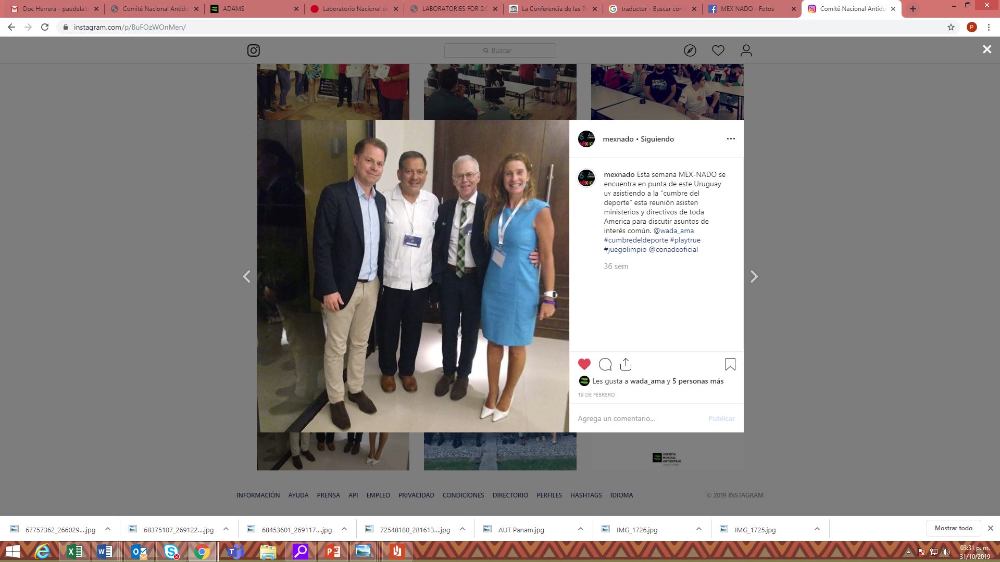 Doc Herrera - paudelalo
Comité Nacional Antido
ADAMS
Laboratorio Nacional de
LABORATORIES FOR DO
La Conferencia de las Pa
traductor - Buscar con G
MEX NADO - Fotos
Comité Nacional Antido
instagram.com/p/BuFOzWOnMen/
P
Buscar
KICK
BOXING
mexnado • Siguiendo
mexnado Esta semana MEX-NADO se
encuentra en punta de este Uruguay
UY asistiendo a la “cumbre del
deporte” esta reunión asisten
ministerios y directivos de toda
America para discutir asuntos de
interés común. @wada_ama
#cumbredeldeporte #playtrue
#juegolimpio @conadeoficial
36 sem
Les gusta a wada_ama y 5 personas más
19 DE FEBRERO
Agrega un comentario...
Publicar
AGENCIA
MUNDIAL
ANTIDOPAJE
INFORMACIÓN AYUDA PRENSA API EMPLEO PRIVACIDAD CONDICIONES DIRECTORIO PERFILES HASHTAGS IDIOMA
© 2019 INSTAGRAM
67757362_266029....jpg
68375107_269122....jpg
68453601_269117....jpg
72548180_281613....jpg
AUT Panam.jpg
IMG_1726.jpg
IMG_1725.jpg
Mostrar todo
03:31 p. m.
31/10/2019